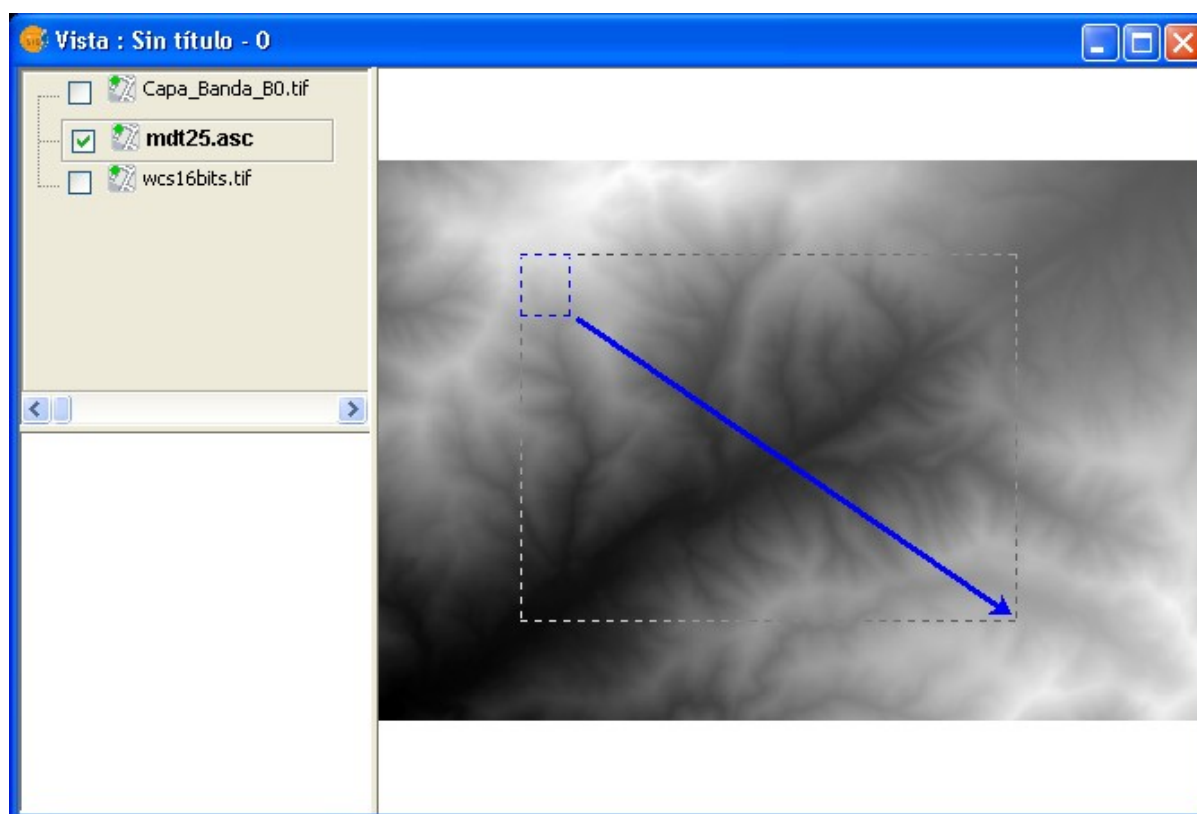 Vista : Sin título - 0
Capa_Banda_B0.tif
mdt25.asc
wcs16bits.tif